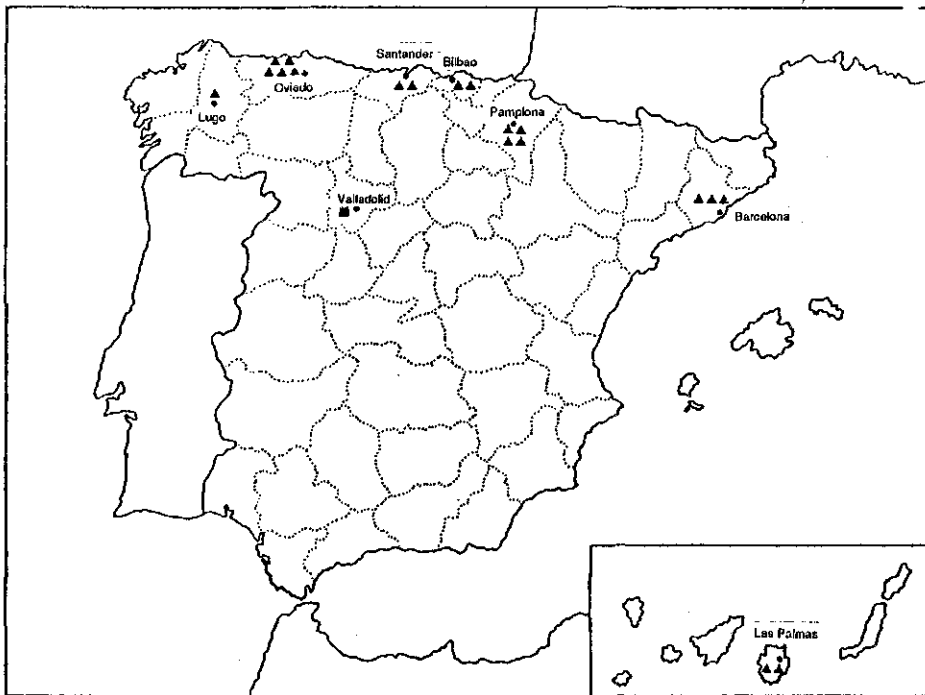 Santander
Bilbao
Oviedo
Lugo
Pamplona
Valladolid
Barcelona
Las Palmas